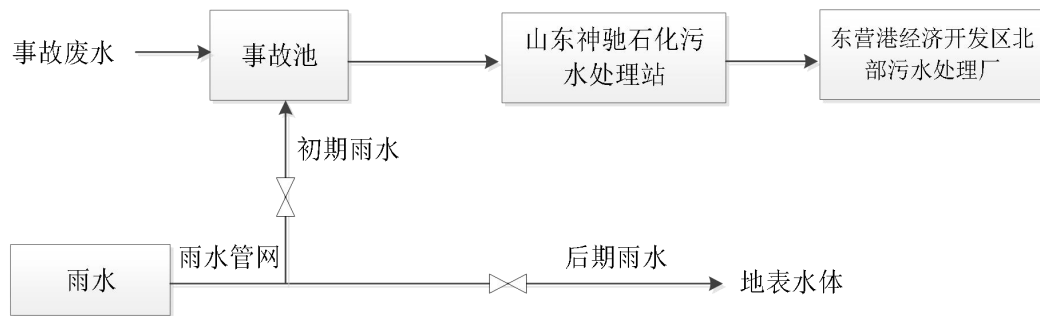 事故废水
事故池
山东神驰石化污
水处理站
东营港经济开发区北
部污水处理厂
初期雨水
雨水
雨水管网
后期雨水
地表水体